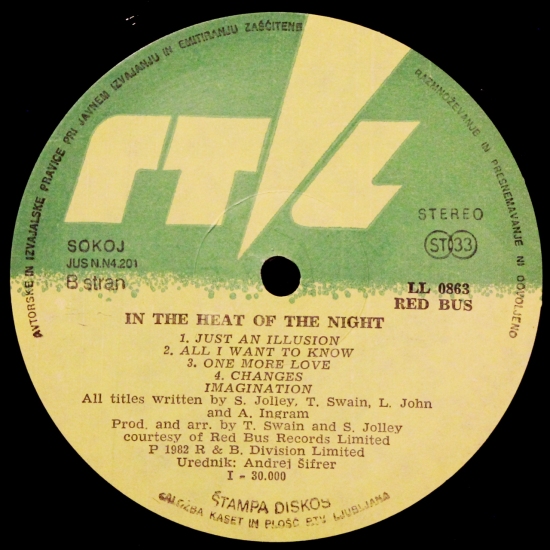 AVTORSKE IN IZVAJALSKE PRAVICE PRI JAVNEM IZVAJANJU IN EMITIRANJU ZAŠČITENE
RAZMNOŽEVANJE IN PRESNEMAVANJE NI DOVOLJENO
SOKOJ
JUS N.N4.201
B stran
STEREO
ST 33
LL 0863
RED BUS
IN THE HEAT OF THE NIGHT
1. JUST AN ILLUSION
2. ALL I WANT TO KNOW
3. ONE MORE LOVE
4. CHANGES
IMAGINATION
All titles written by S. Jolley, T. Swain, L. John
and A. Ingram
Prod. and arr. by T. Swain and S. Jolley
courtesy of Red Bus Records Limited
P 1982 R & B. Division Limited
Urednik: Andrej Šifrer
I - 30.000
ŠTAMPA DISKOS
ZALOŽBA KASET IN PLOŠČ RTV LJUBLJANA